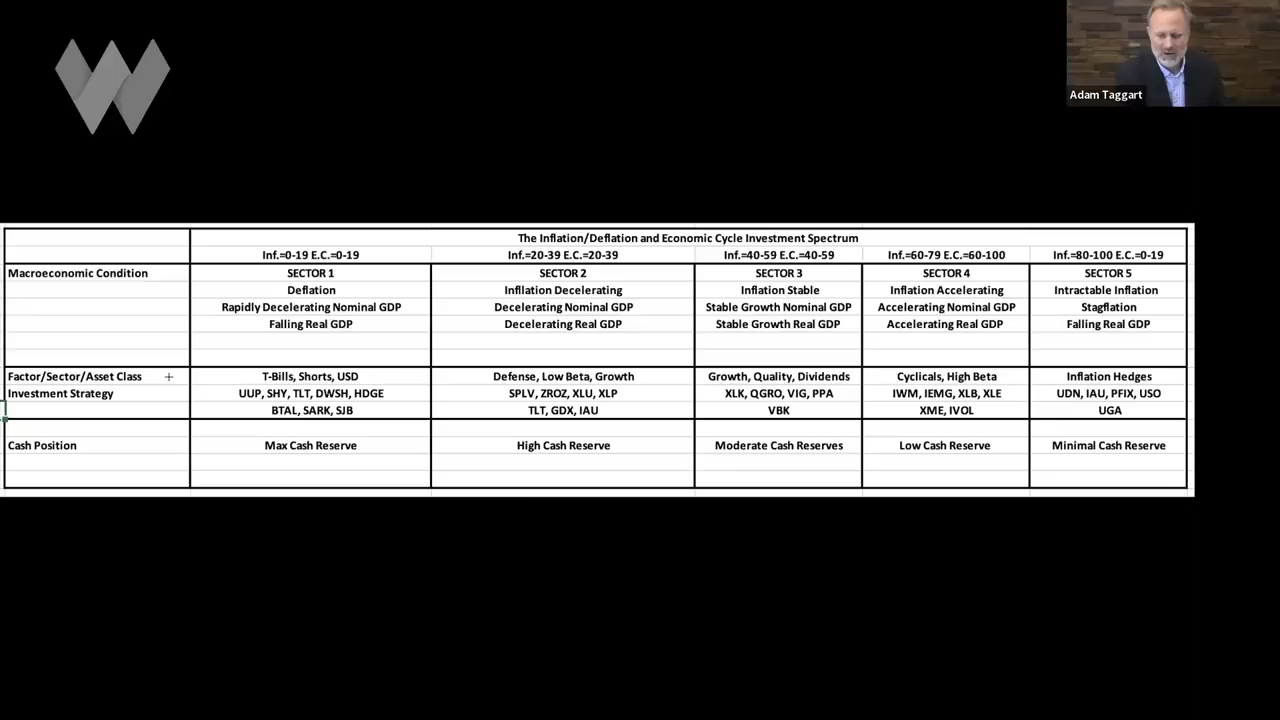 W
Adam Taggart
The Inflation/Deflation and Economic Cycle Investment Spectrum
Inf.=0-19 E.C.=0-19 Inf.=20-39 E.C.=20-39 Inf.=40-59 E.C.=40-59 Inf.=60-79 E.C.=60-100 Inf.=80-100 E.C.=0-19
Macroeconomic Condition SECTOR 1 SECTOR 2 SECTOR 3 SECTOR 4 SECTOR 5
Deflation Inflation Decelerating Inflation Stable Inflation Accelerating Intractable Inflation
Rapidly Decelerating Nominal GDP Decelerating Nominal GDP Stable Growth Nominal GDP Accelerating Nominal GDP Stagflation
Falling Real GDP Decelerating Real GDP Stable Growth Real GDP Accelerating Real GDP Falling Real GDP
Factor/Sector/Asset Class T-Bills, Shorts, USD Defense, Low Beta, Growth Growth, Quality, Dividends Cyclicals, High Beta Inflation Hedges
Investment Strategy UUP, SHY, TLT, DWSH, HDGE SPLV, ZROZ, XLU, XLP XLK, QGRO, VIG, PPA IWM, IEMG, XLB, XLE UDN, IAU, PFIX, USO
BTAL, SARK, SJB TLT, GDX, IAU VBK XME, IVOL UGA
Cash Position Max Cash Reserve High Cash Reserve Moderate Cash Reserves Low Cash Reserve Minimal Cash Reserve